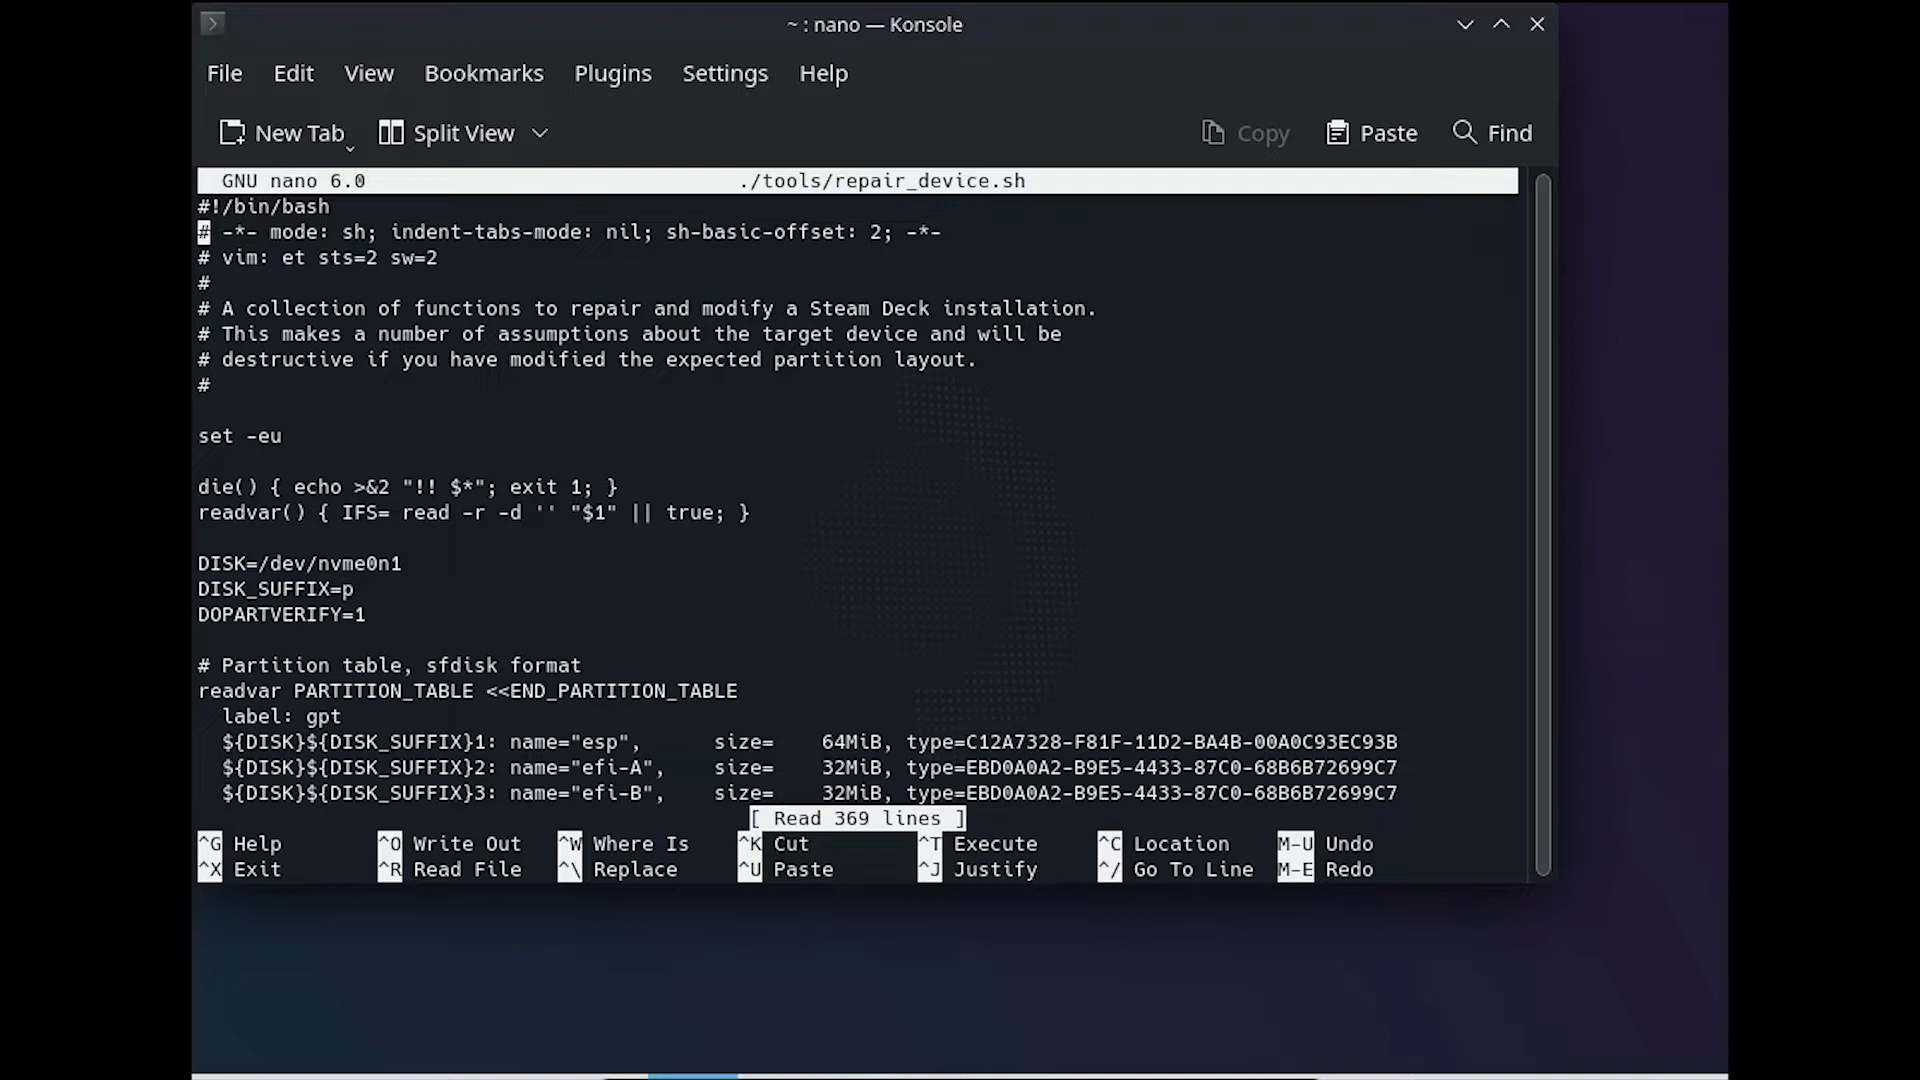 ~ : nano — Konsole
File Edit View Bookmarks Plugins Settings Help
New Tab Split View Copy Paste Find
GNU nano 6.0 ./tools/repair_device.sh
#!/bin/bash
# -*- mode: sh; indent-tabs-mode: nil; sh-basic-offset: 2; -*-
# vim: et sts=2 sw=2
#
# A collection of functions to repair and modify a Steam Deck installation.
# This makes a number of assumptions about the target device and will be
# destructive if you have modified the expected partition layout.
#
set -eu
die() { echo >&2 "!! $*"; exit 1; }
readvar() { IFS= read -r -d '' "$1" || true; }
DISK=/dev/nvme0n1
DISK_SUFFIX=p
DOPARTVERIFY=1
# Partition table, sfdisk format
readvar PARTITION_TABLE <<END_PARTITION_TABLE
label: gpt
${DISK}${DISK_SUFFIX}1: name="esp", size= 64MiB, type=C12A7328-F81F-11D2-BA4B-00A0C93EC93B
${DISK}${DISK_SUFFIX}2: name="efi-A", size= 32MiB, type=EBD0A0A2-B9E5-4433-87C0-68B6B72699C7
${DISK}${DISK_SUFFIX}3: name="efi-B", size= 32MiB, type=EBD0A0A2-B9E5-4433-87C0-68B6B72699C7
[ Read 369 lines ]
^G Help ^O Write Out ^W Where Is ^K Cut ^T Execute ^C Location M-U Undo
^X Exit ^R Read File ^\ Replace ^U Paste ^J Justify ^/ Go To Line M-E Redo